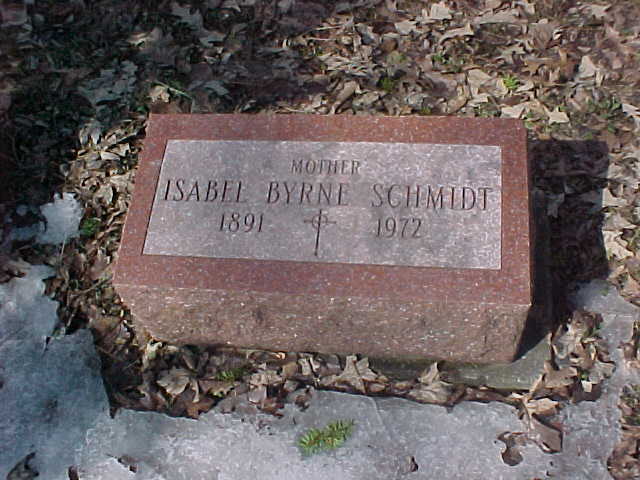 MOTHER
ISABEL BYRNE SCHMIDT
1891 1972